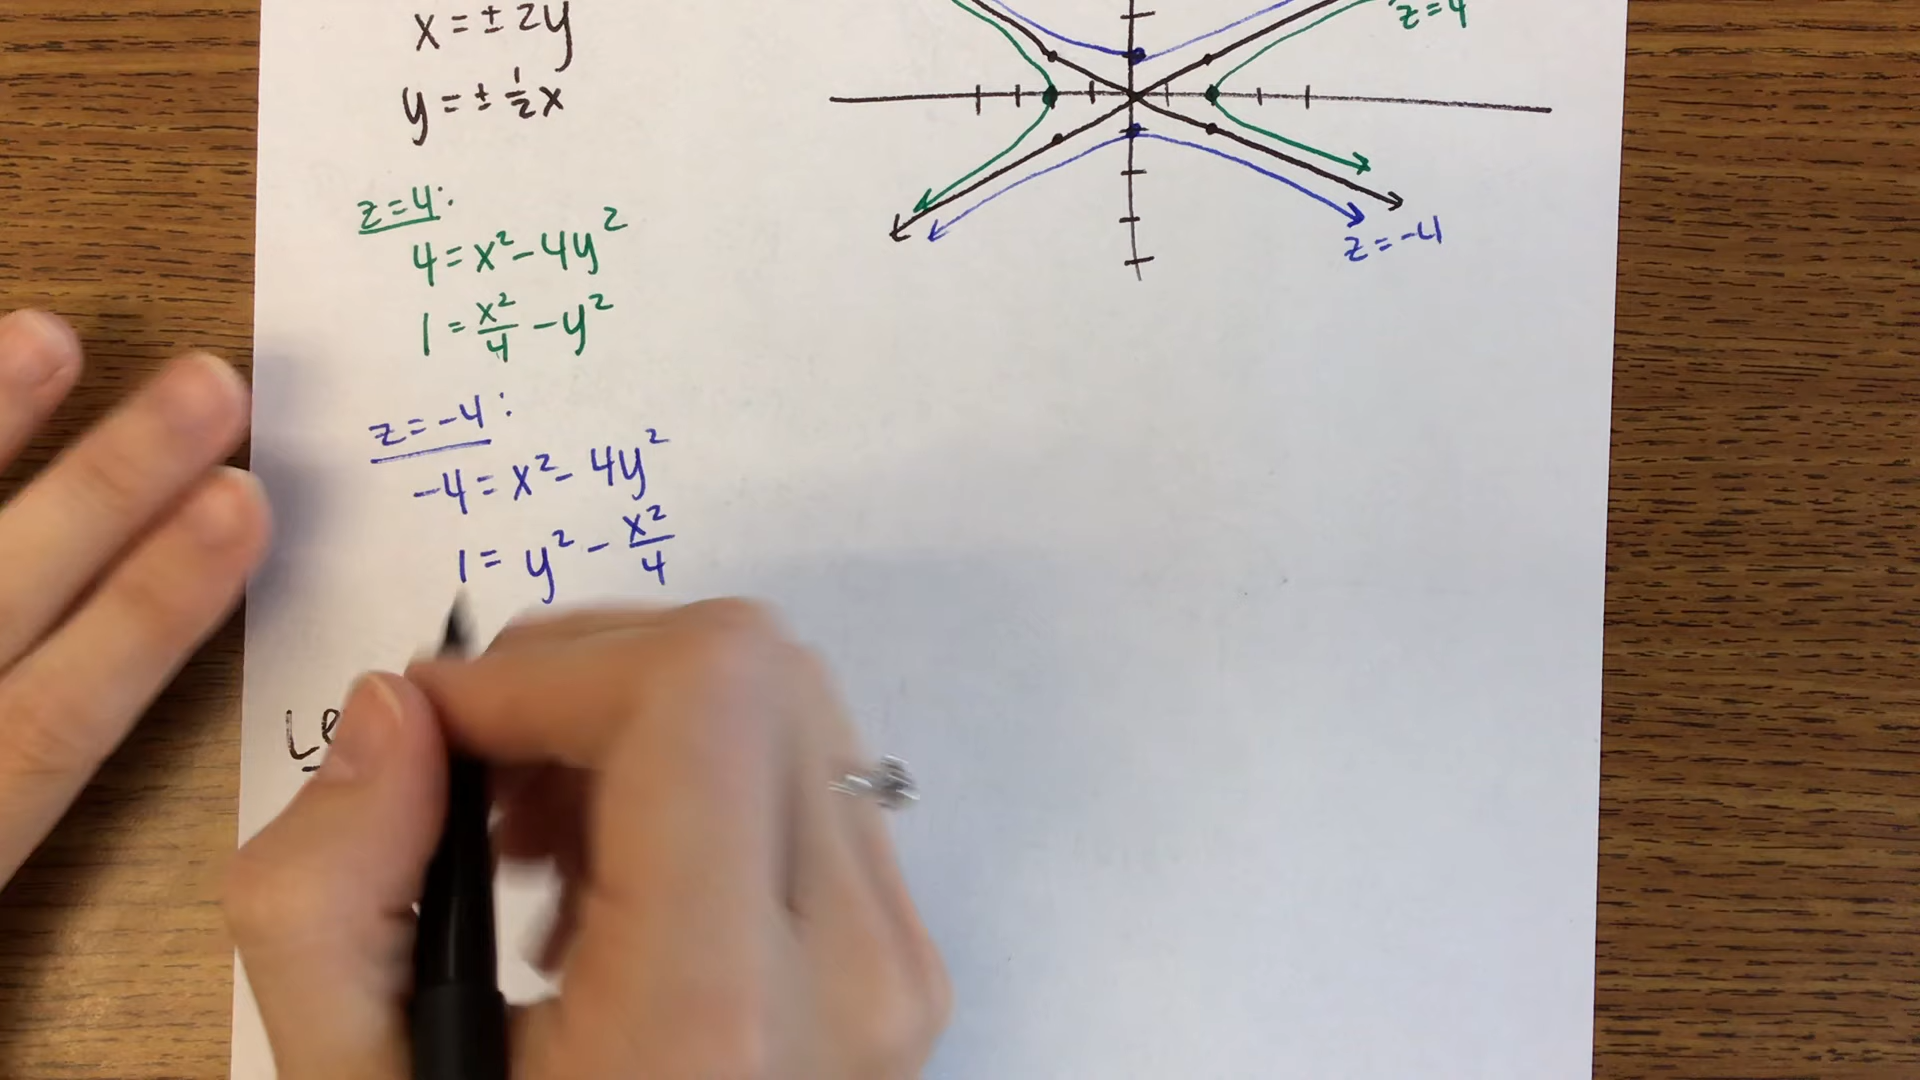 x = ± 2y
y = ± 1/2 x
z = 4:
4 = x² - 4y²
1 = x²/4 - y²
z = -4:
-4 = x² - 4y²
1 = y² - x²/4
z = 4
z = -4